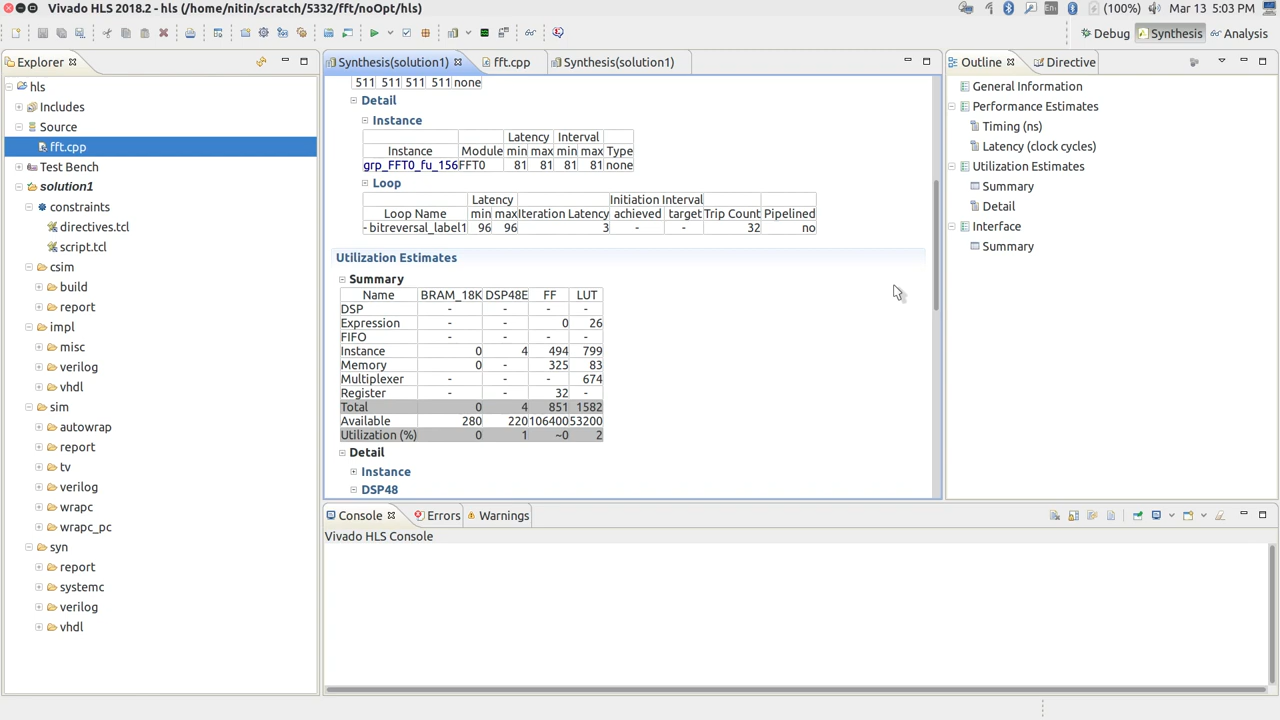 Vivado HLS 2018.2 - hls (/home/nitin/scratch/5332/fft/noOpt/hls)
En (100%) Mar 13 5:03 PM
Debug Synthesis Analysis
Explorer
hls
Includes
Source
fft.cpp
Test Bench
solution1
constraints
directives.tcl
script.tcl
csim
build
report
impl
misc
verilog
vhdl
sim
autowrap
report
tv
verilog
wrapc
wrapc_pc
syn
report
systemc
verilog
vhdl
Synthesis(solution1) fft.cpp Synthesis(solution1)
511 511 511 511 none
Detail
Instance
Latency Interval
Instance Module min max min max Type
grp_FFT0_fu_156 FFT0 81 81 81 81 none
Loop
Latency Initiation Interval
Loop Name min max Iteration Latency achieved target Trip Count Pipelined
- bitreversal_label1 96 96 3 - - 32 no
Utilization Estimates
Summary
Name BRAM_18K DSP48E FF LUT
DSP - - - -
Expression - - 0 26
FIFO - - - -
Instance 0 4 494 799
Memory 0 - 325 83
Multiplexer - - - 674
Register - - 32 -
Total 0 4 851 1582
Available 280 220 106400 53200
Utilization (%) 0 1 ~0 2
Detail
Instance
DSP48
Outline Directive
General Information
Performance Estimates
Timing (ns)
Latency (clock cycles)
Utilization Estimates
Summary
Detail
Interface
Summary
Console Errors Warnings
Vivado HLS Console